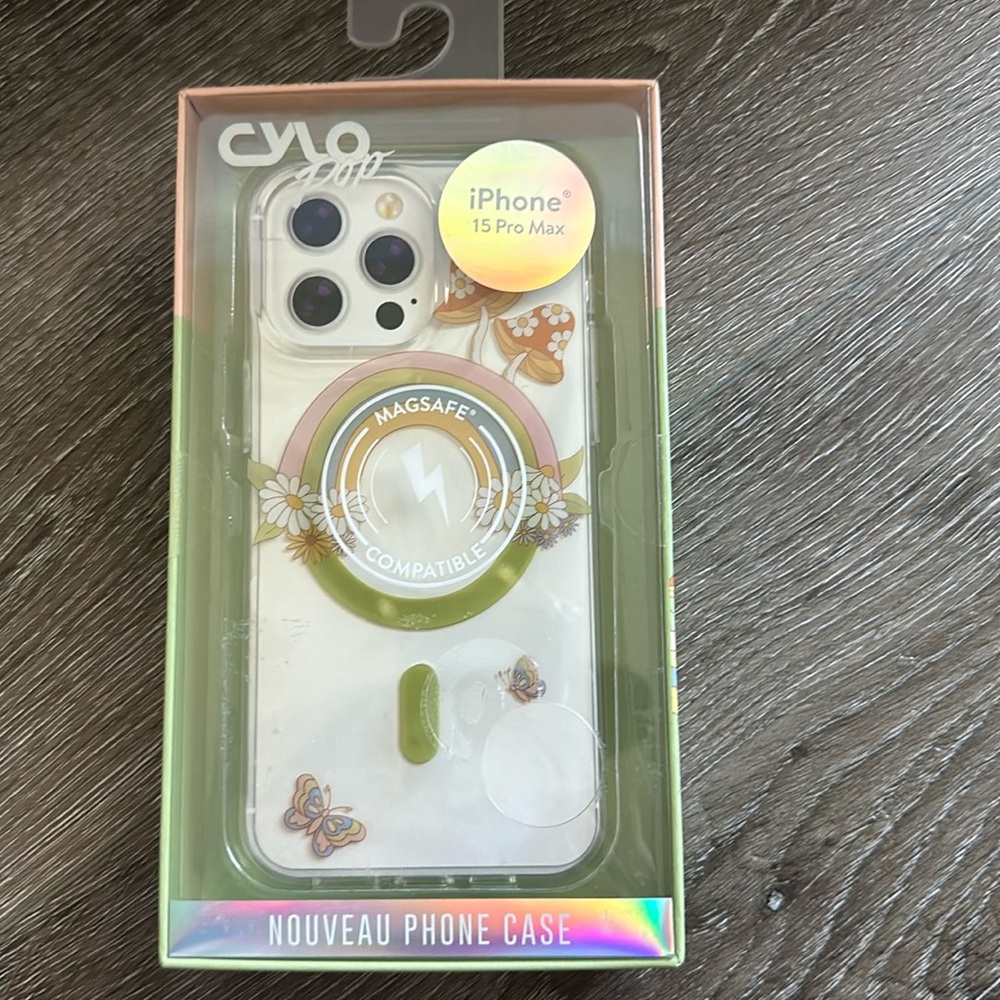 CYLO
Pop
iPhone®
15 Pro Max
MAGSAFE®
COMPATIBLE
NOUVEAU PHONE CASE